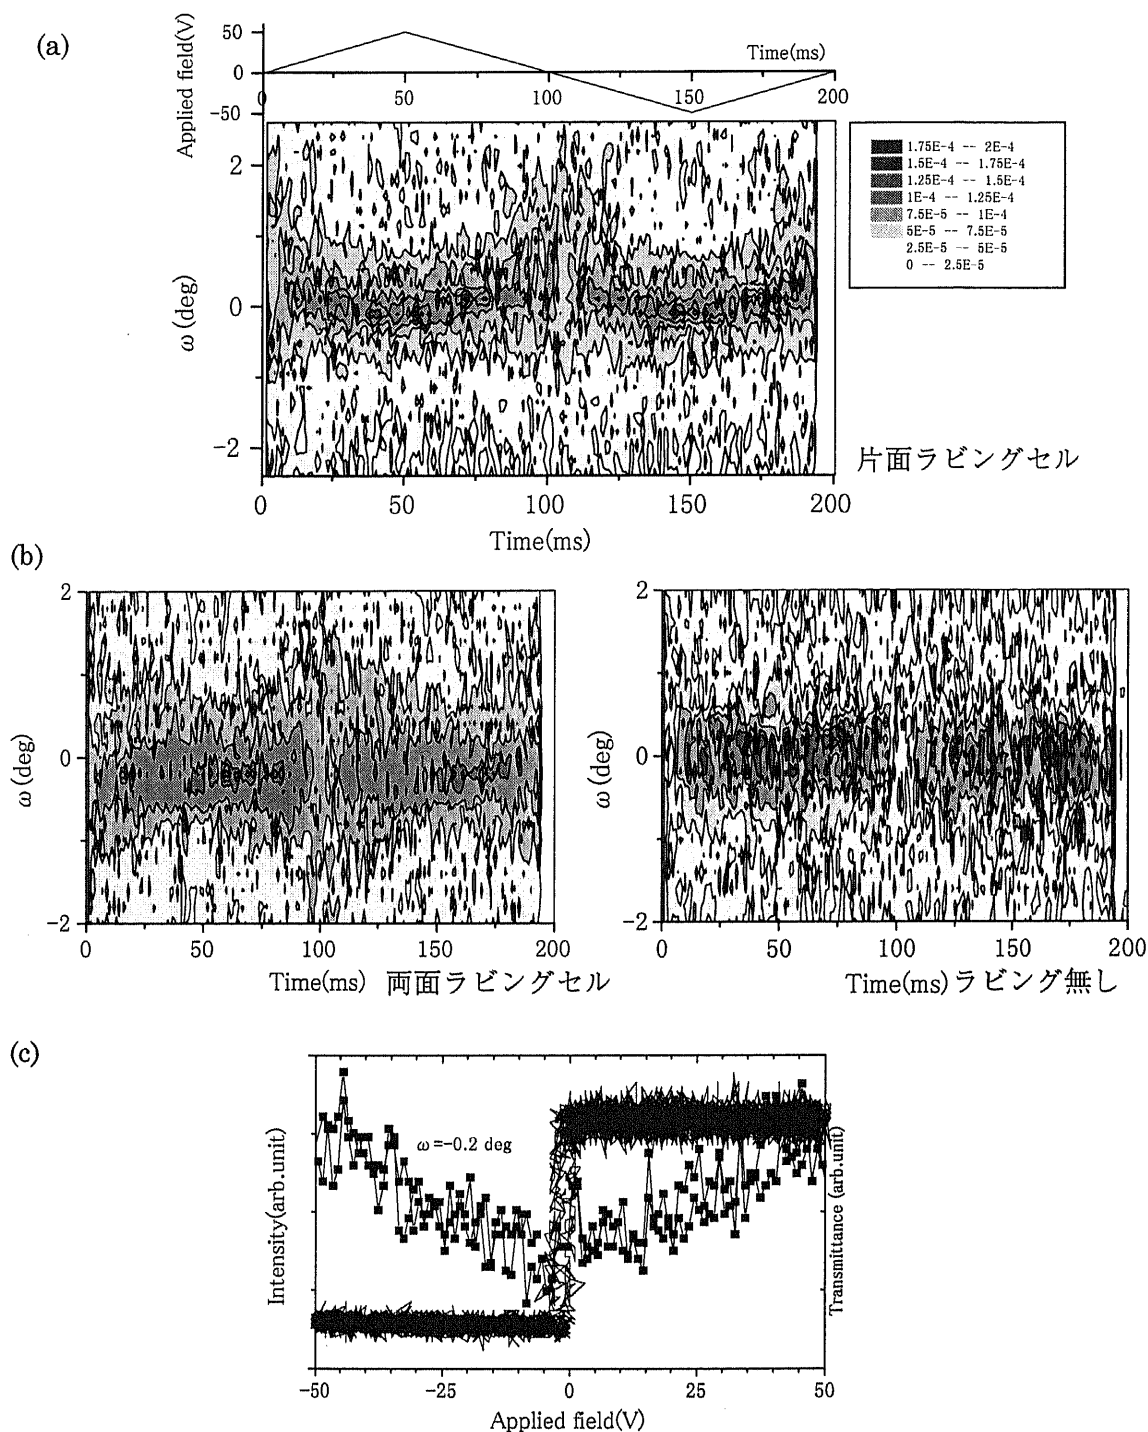 (a)
Applied field(V)
50
0
-50
Time(ms)
0
50
100
150
200
1.75E-4 -- 2E-4
1.5E-4 -- 1.75E-4
1.25E-4 -- 1.5E-4
1E-4 -- 1.25E-4
7.5E-5 -- 1E-4
5E-5 -- 7.5E-5
2.5E-5 -- 5E-5
0 -- 2.5E-5
ω (deg)
2
0
-2
0
50
100
150
200
Time(ms)
片面ラビングセル
(b)
ω (deg)
2
0
-2
0
50
100
150
200
Time(ms) 両面ラビングセル
ω (deg)
2
0
-2
0
50
100
150
200
Time(ms) ラビング無し
(c)
Intensity(arb.unit)
ω=-0.2 deg
Transmittance (arb.unit)
-50
-25
0
25
50
Applied field(V)